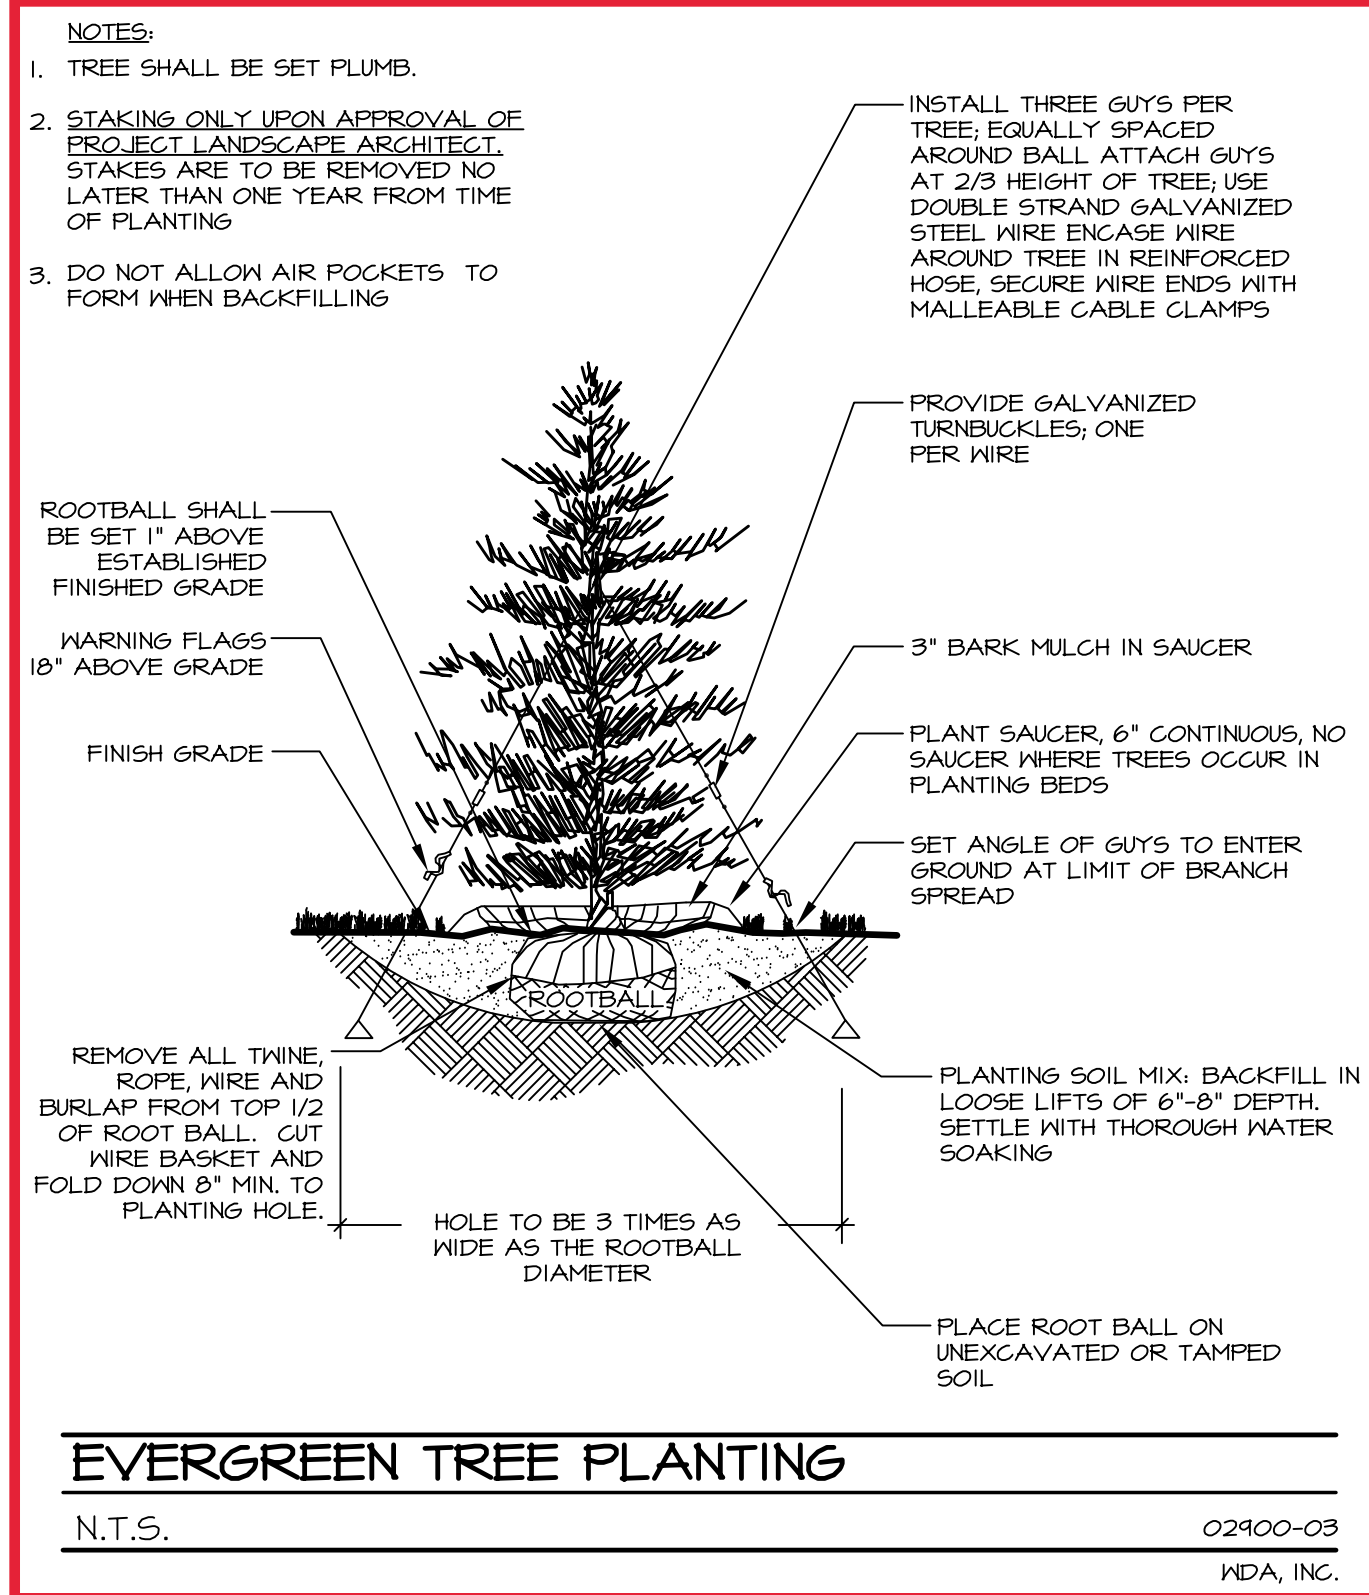 NOTES:
1. TREE SHALL BE SET PLUMB.
2. STAKING ONLY UPON APPROVAL OF
PROJECT LANDSCAPE ARCHITECT.
STAKES ARE TO BE REMOVED NO
LATER THAN ONE YEAR FROM TIME
OF PLANTING
3. DO NOT ALLOW AIR POCKETS TO
FORM WHEN BACKFILLING
INSTALL THREE GUYS PER
TREE; EQUALLY SPACED
AROUND BALL ATTACH GUYS
AT 2/3 HEIGHT OF TREE; USE
DOUBLE STRAND GALVANIZED
STEEL WIRE ENCASE WIRE
AROUND TREE IN REINFORCED
HOSE, SECURE WIRE ENDS WITH
MALLEABLE CABLE CLAMPS
PROVIDE GALVANIZED
TURNBUCKLES; ONE
PER WIRE
ROOTBALL SHALL
BE SET 1" ABOVE
ESTABLISHED
FINISHED GRADE
WARNING FLAGS
18" ABOVE GRADE
FINISH GRADE
3" BARK MULCH IN SAUCER
PLANT SAUCER, 6" CONTINUOUS, NO
SAUCER WHERE TREES OCCUR IN
PLANTING BEDS
SET ANGLE OF GUYS TO ENTER
GROUND AT LIMIT OF BRANCH
SPREAD
ROOTBALL
REMOVE ALL TWINE,
ROPE, WIRE AND
BURLAP FROM TOP 1/2
OF ROOT BALL. CUT
WIRE BASKET AND
FOLD DOWN 8" MIN. TO
PLANTING HOLE.
PLANTING SOIL MIX: BACKFILL IN
LOOSE LIFTS OF 6"-8" DEPTH.
SETTLE WITH THOROUGH WATER
SOAKING
HOLE TO BE 3 TIMES AS
WIDE AS THE ROOTBALL
DIAMETER
PLACE ROOT BALL ON
UNEXCAVATED OR TAMPED
SOIL
EVERGREEN TREE PLANTING
N.T.S.
02900-03
WDA, INC.